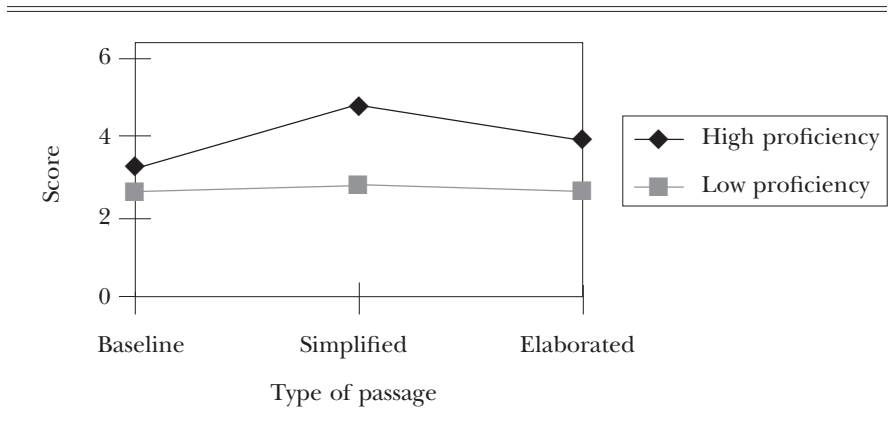 6
4
2
0
Score
Baseline Simplified Elaborated
Type of passage
High proficiency
Low proficiency